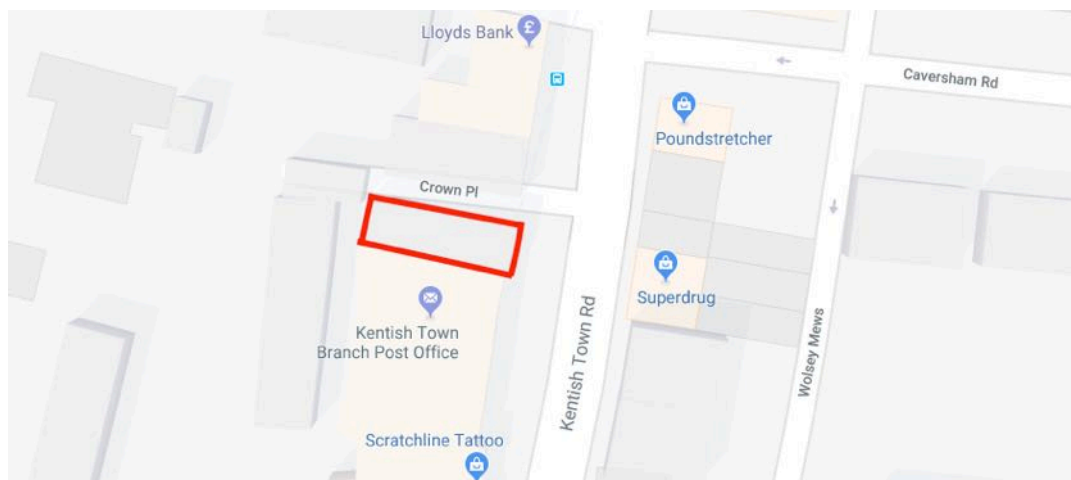 Lloyds Bank
£
Caversham Rd
Poundstretcher
Crown Pl
Superdrug
Kentish Town
Branch Post Office
Kentish Town Rd
Wolsey Mews
Scratchline Tattoo